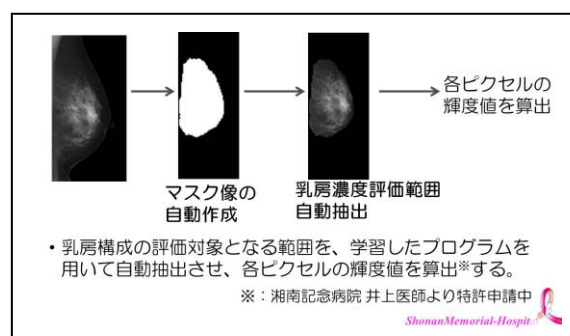 各ピクセルの
輝度値を算出
マスク像の
自動作成
乳房濃度評価範囲
自動抽出
・乳房構成の評価対象となる範囲を、学習したプログラムを
用いて自動抽出させ、各ピクセルの輝度値を算出※する。
※：湘南記念病院 井上医師より特許申請中
ShonanMemorial-Hospit